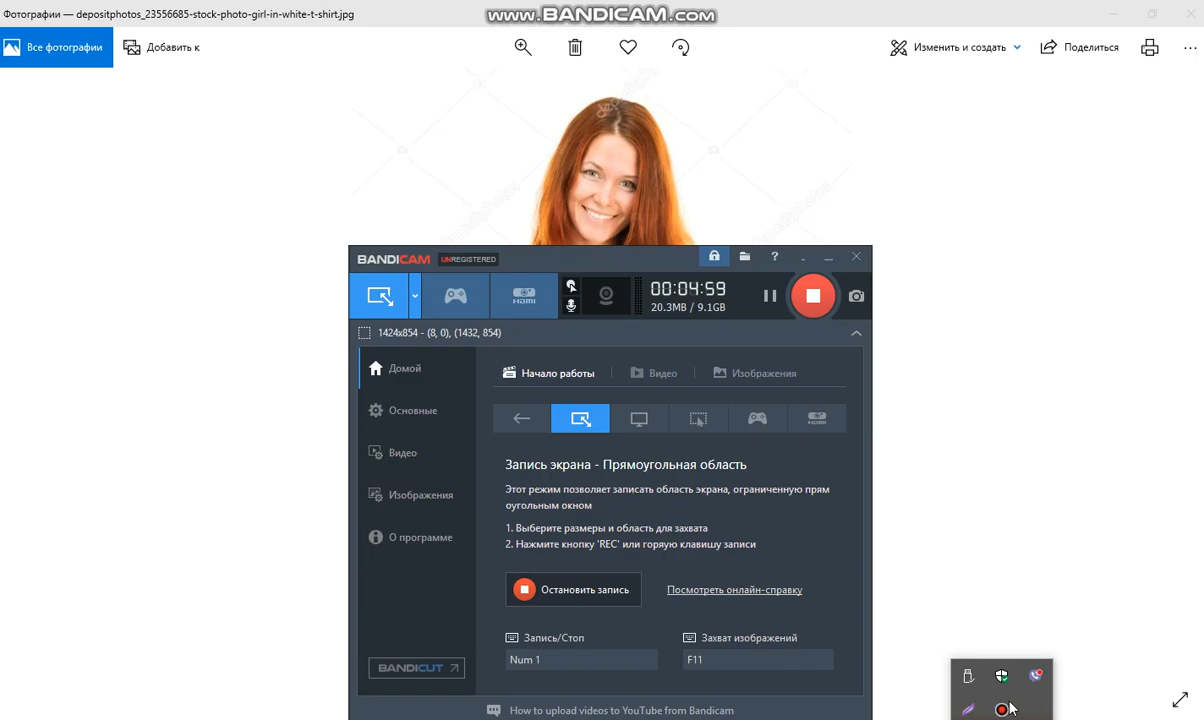 Фотографии — depositphotos_23556685-stock-photo-girl-in-white-t-shirt.jpg
www.BANDICAM.com
Все фотографии
Добавить к
Изменить и создать
Поделиться
depositphotos
BANDICAM UNREGISTERED
HDMI
00:04:59
20.3MB / 9.1GB
1424x854 - (8, 0), (1432, 854)
Домой
Основные
Видео
Изображения
О программе
BANDICUT
Начало работы
Видео
Изображения
HDMI
Запись экрана - Прямоугольная область
Этот режим позволяет записать область экрана, ограниченную прям
оугольным окном
1. Выберите размеры и область для захвата
2. Нажмите кнопку 'REC' или горяую клавишу записи
Остановить запись
Посмотреть онлайн-справку
Запись/Стоп
Захват изображений
Num 1
F11
How to upload videos to YouTube from Bandicam